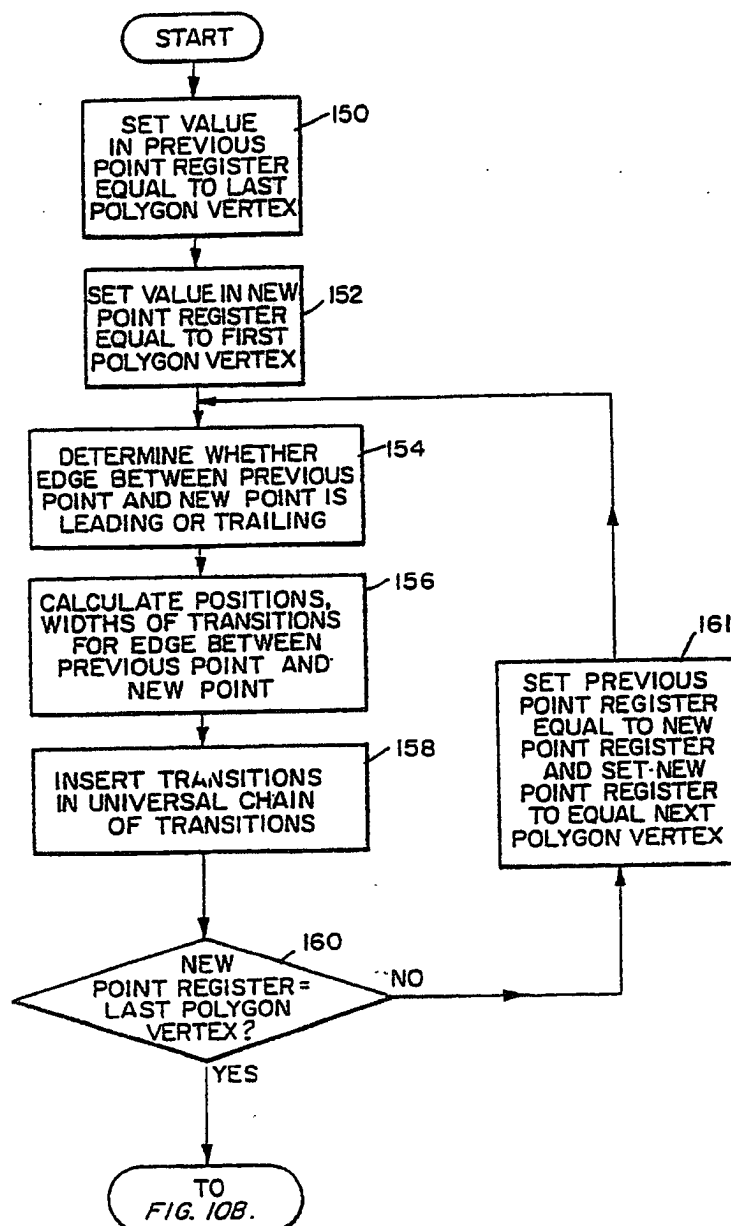 START
SET VALUE
IN PREVIOUS
POINT REGISTER
EQUAL TO LAST
POLYGON VERTEX
150
SET VALUE IN NEW
POINT REGISTER
EQUAL TO FIRST
POLYGON VERTEX
152
DETERMINE WHETHER
EDGE BETWEEN PREVIOUS
POINT AND NEW POINT IS
LEADING OR TRAILING
154
CALCULATE POSITIONS,
WIDTHS OF TRANSITIONS
FOR EDGE BETWEEN
PREVIOUS POINT AND
NEW POINT
156
INSERT TRANSITIONS
IN UNIVERSAL CHAIN
OF TRANSITIONS
158
NEW
POINT REGISTER=
LAST POLYGON
VERTEX?
160
NO
YES
161
SET PREVIOUS
POINT REGISTER
EQUAL TO NEW
POINT REGISTER
AND SET NEW
POINT REGISTER
TO EQUAL NEXT
POLYGON VERTEX
TO
FIG. 10B.